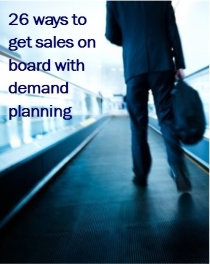 26 ways to
get sales on
board with
demand
planning